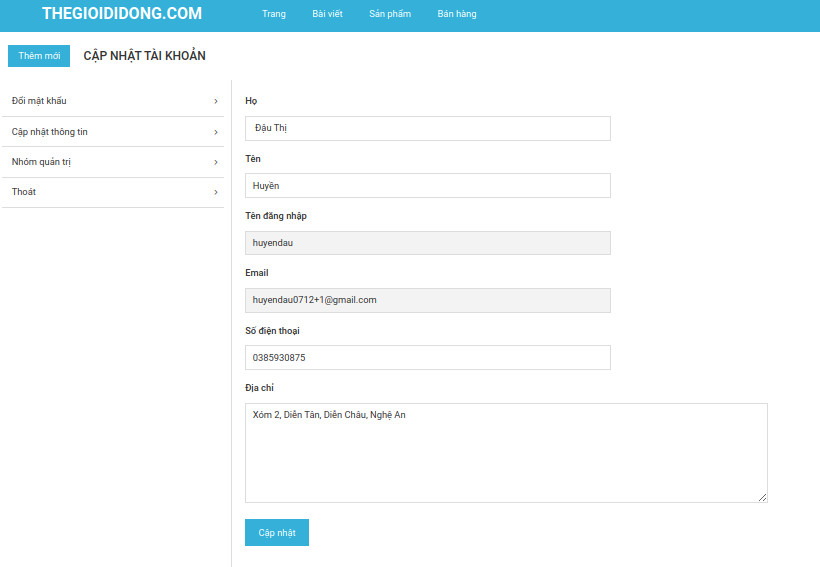 THEGIOIDIDONG.COM
Trang Bài viết Sản phẩm Bán hàng
Thêm mới CẬP NHẬT TÀI KHOẢN
Đổi mật khẩu
Cập nhật thông tin
Nhóm quản trị
Thoát
Họ
Đậu Thị
Tên
Huyền
Tên đăng nhập
huyendau
Email
huyendau0712+1@gmail.com
Số điện thoại
0385930875
Địa chỉ
Xóm 2, Diễn Tân, Diễn Châu, Nghệ An
Cập nhật